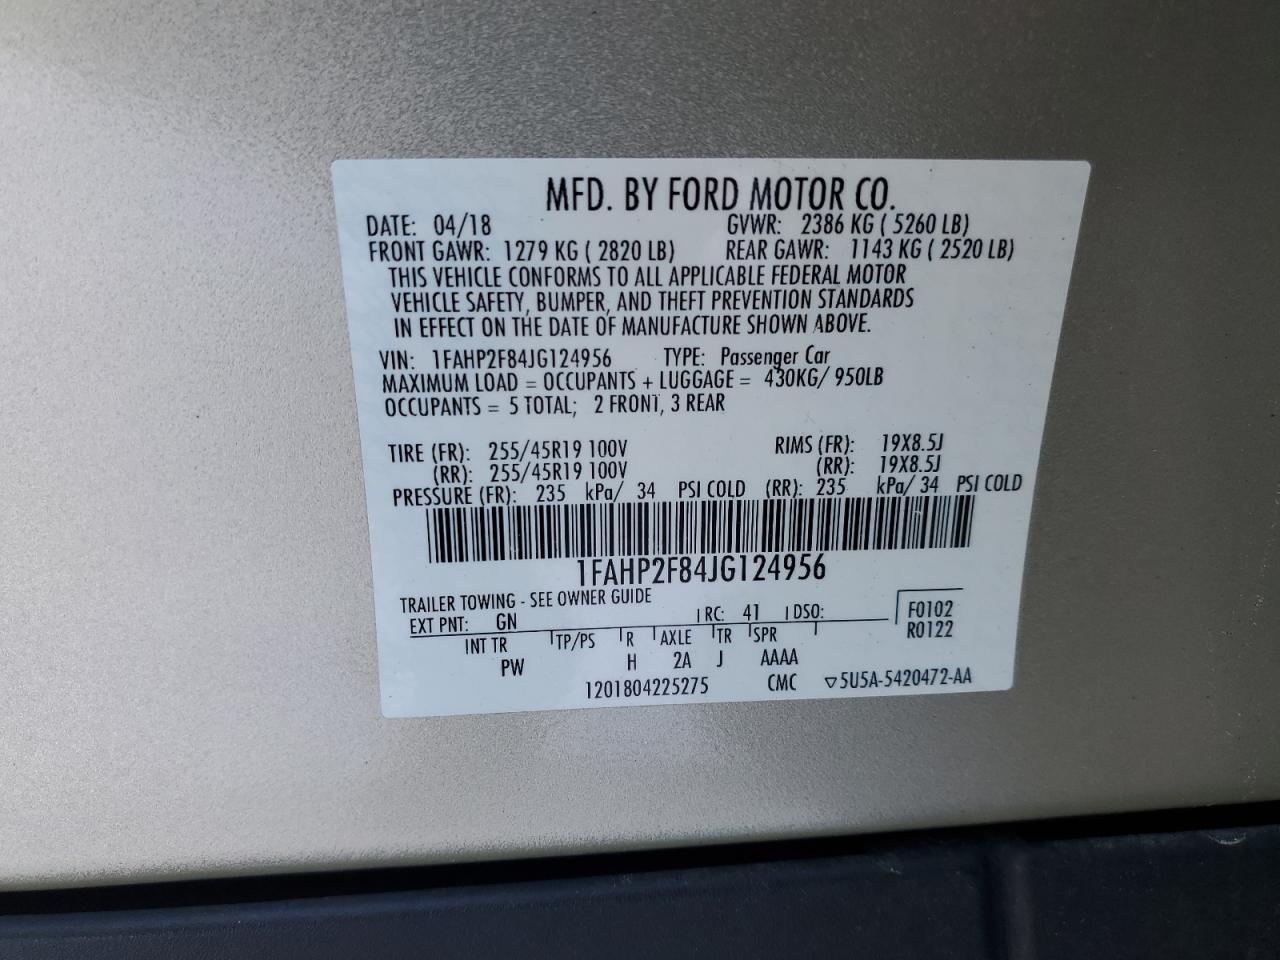 MFD. BY FORD MOTOR CO.
DATE: 04/18 GVWR: 2386 KG ( 5260 LB)
FRONT GAWR: 1279 KG ( 2820 LB) REAR GAWR: 1143 KG ( 2520 LB)
THIS VEHICLE CONFORMS TO ALL APPLICABLE FEDERAL MOTOR
VEHICLE SAFETY, BUMPER, AND THEFT PREVENTION STANDARDS
IN EFFECT ON THE DATE OF MANUFACTURE SHOWN ABOVE.
VIN: 1FAHP2F84JG124956 TYPE: Passenger Car
MAXIMUM LOAD = OCCUPANTS + LUGGAGE = 430KG/ 950LB
OCCUPANTS = 5 TOTAL; 2 FRONT, 3 REAR
TIRE (FR): 255/45R19 100V RIMS (FR): 19X8.5J
(RR): 255/45R19 100V (RR): 19X8.5J
PRESSURE (FR): 235 kPa/ 34 PSI COLD (RR): 235 kPa/ 34 PSI COLD
1FAHP2F84JG124956
TRAILER TOWING - SEE OWNER GUIDE
EXT PNT: GN RC: 41 DSO: F0102
R0122
INT TR TP/PS R AXLE TR SPR
PW H 2A J AAAA
1201804225275 CMC ▽5U5A-5420472-AA